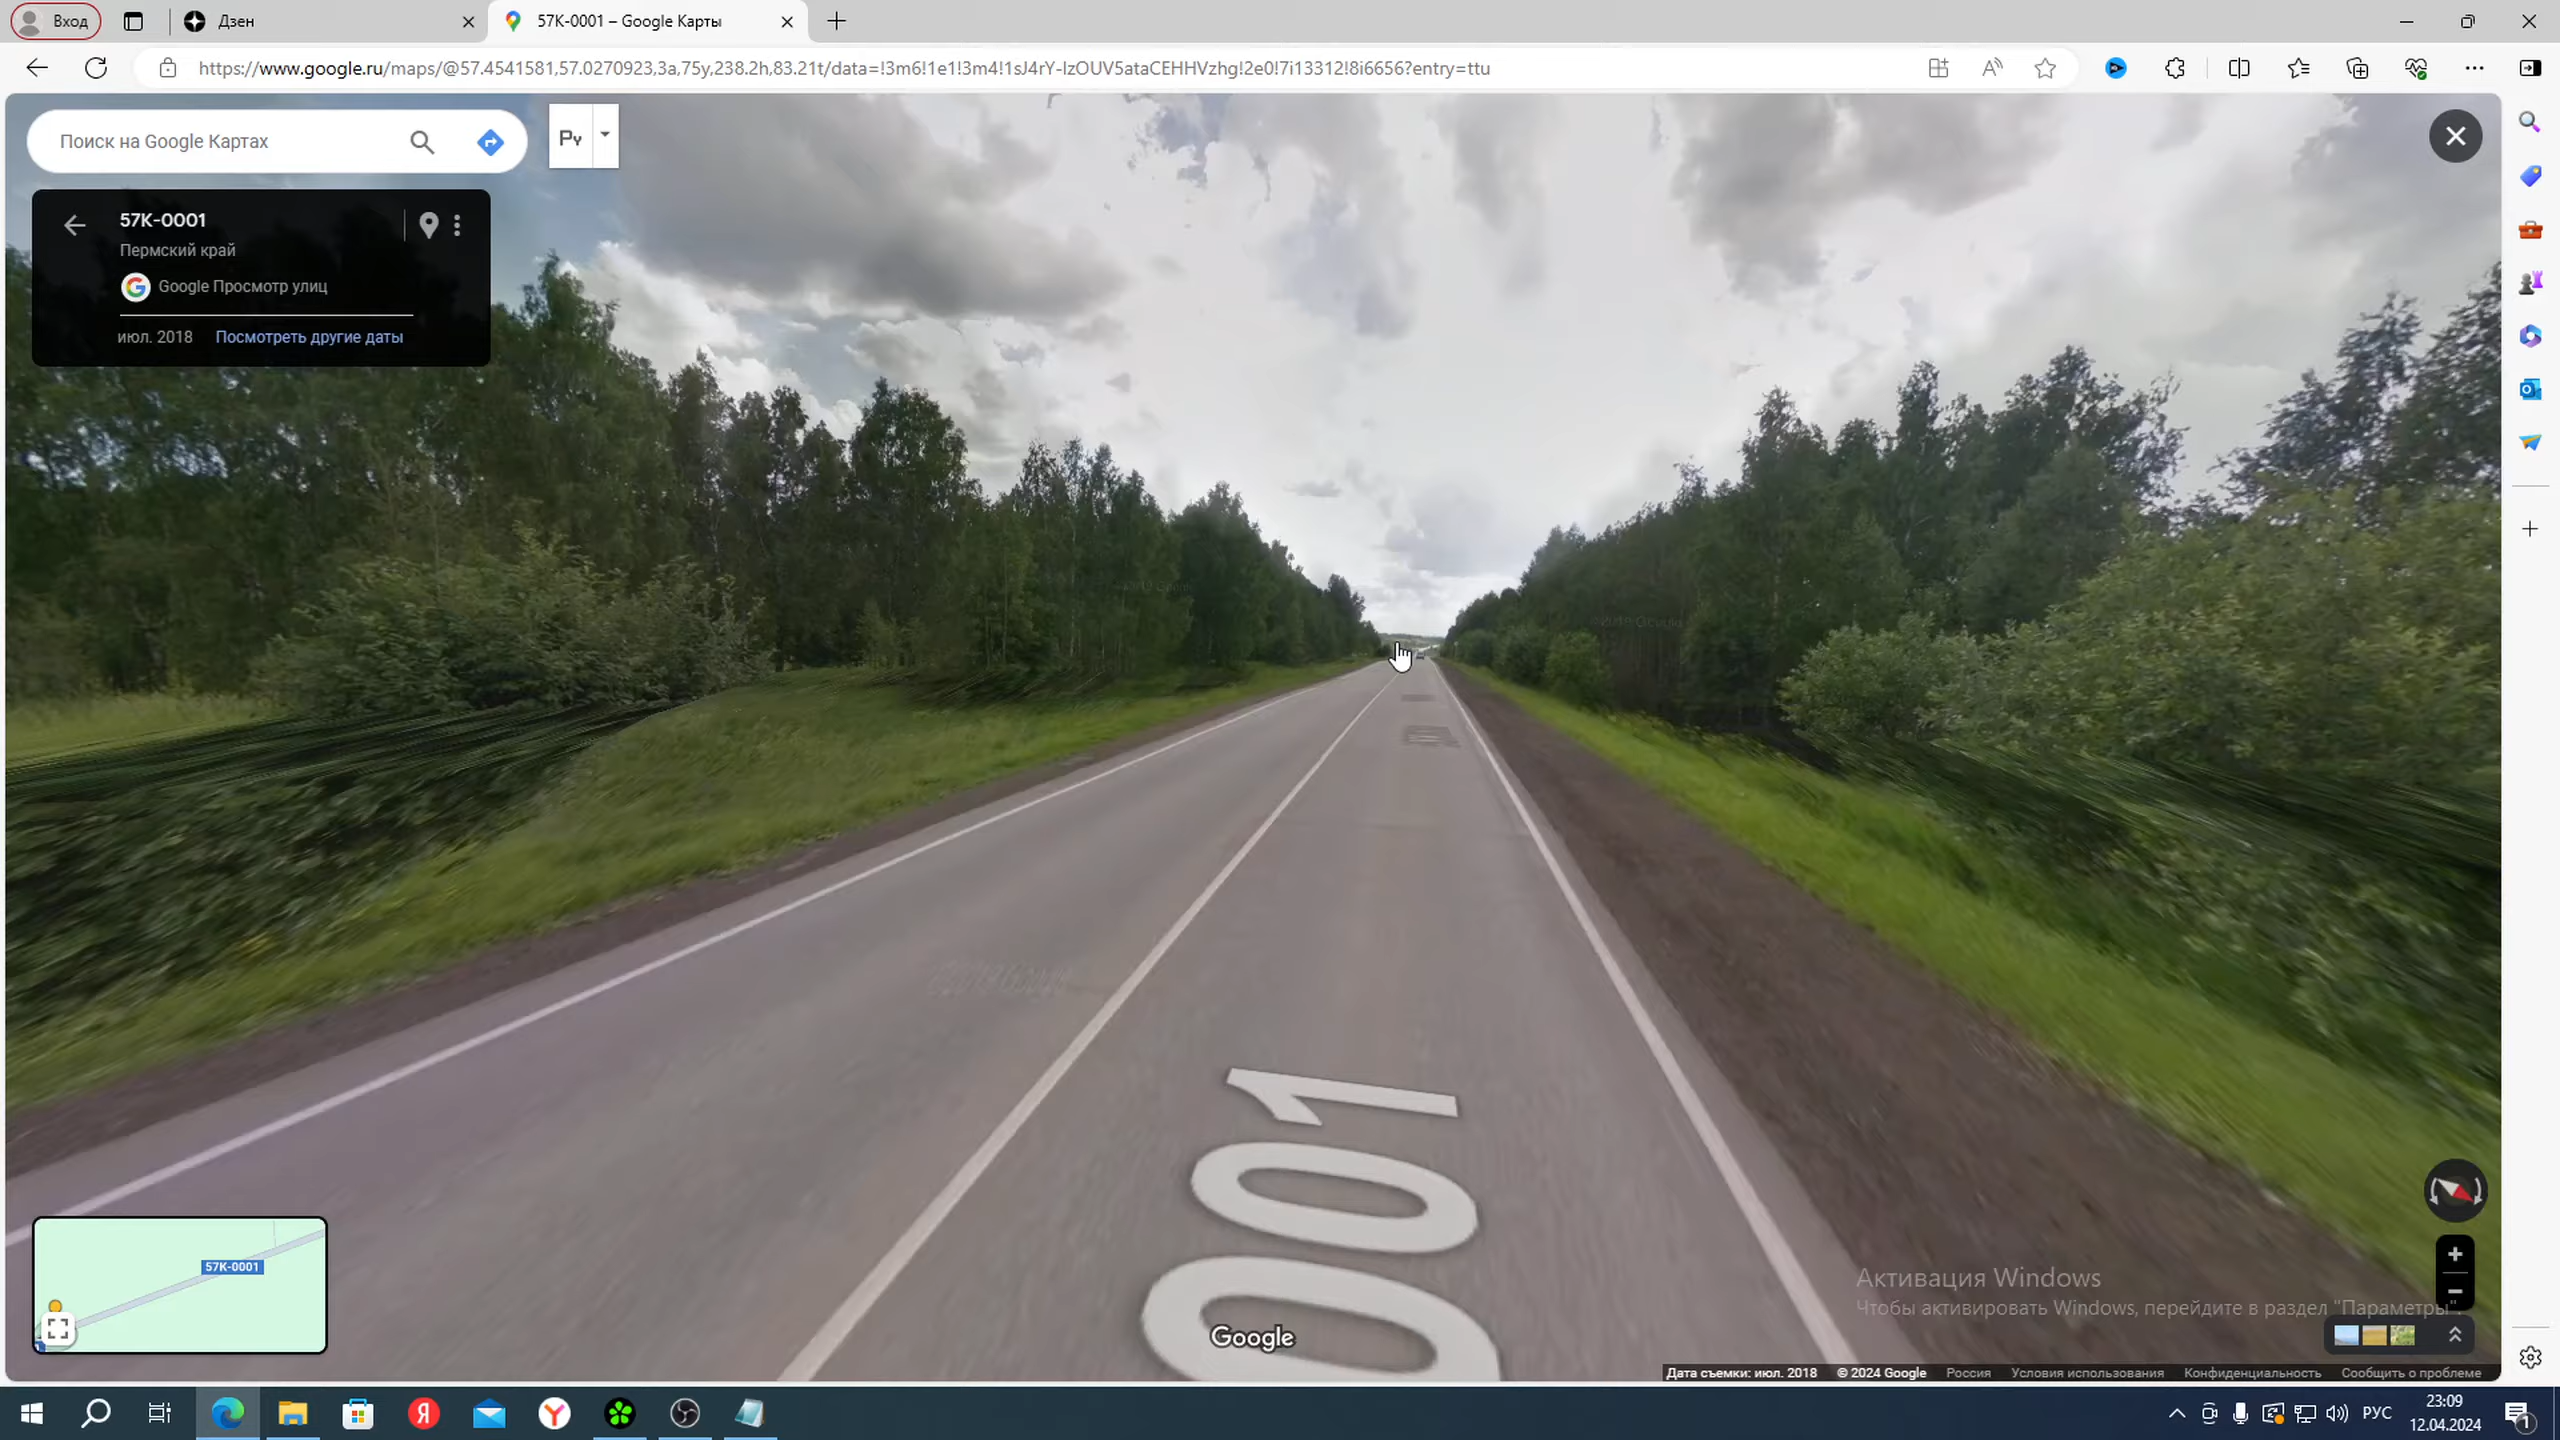 Вход
Дзен
57K-0001 – Google Карты
https://www.google.ru/maps/@57.4541581,57.0270923,3a,75y,238.2h,83.21t/data=!3m6!1e1!3m4!1sJ4rY-IzOUV5ataCEHHVzhg!2e0!7i13312!8i6656?entry=ttu
Поиск на Google Картах
Ру
57K-0001
Пермский край
Google Просмотр улиц
июл. 2018 Посмотреть другие даты
001
57K-0001
Google
Активация Windows
Чтобы активировать Windows, перейдите в раздел "Параметры".
Дата съемки: июл. 2018 © 2024 Google Россия Условия использования Конфиденциальность Сообщить о проблеме
РУС
23:09
12.04.2024
1